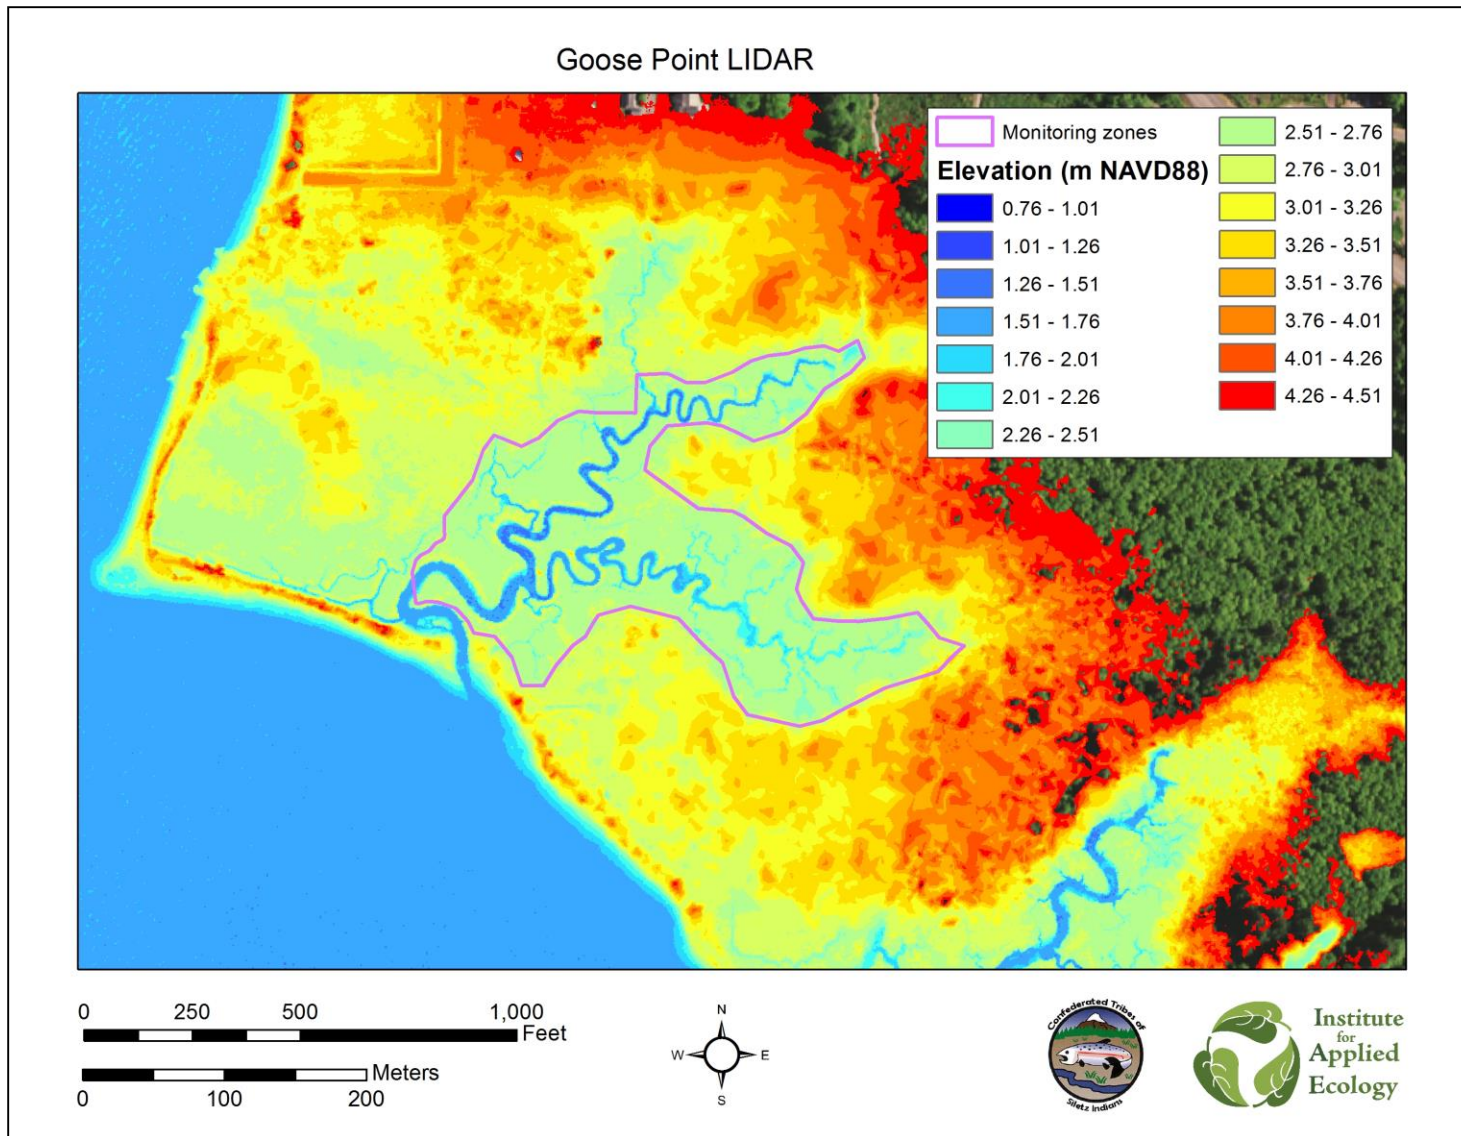 Goose Point LIDAR
Monitoring zones
Elevation (m NAVD88)
0.76 - 1.01
1.01 - 1.26
1.26 - 1.51
1.51 - 1.76
1.76 - 2.01
2.01 - 2.26
2.26 - 2.51
2.51 - 2.76
2.76 - 3.01
3.01 - 3.26
3.26 - 3.51
3.51 - 3.76
3.76 - 4.01
4.01 - 4.26
4.26 - 4.51
0 250 500 1,000
Feet
Meters
0 100 200
N
W E
S
Confederated Tribes of
Siletz Indians
Institute
for
Applied
Ecology